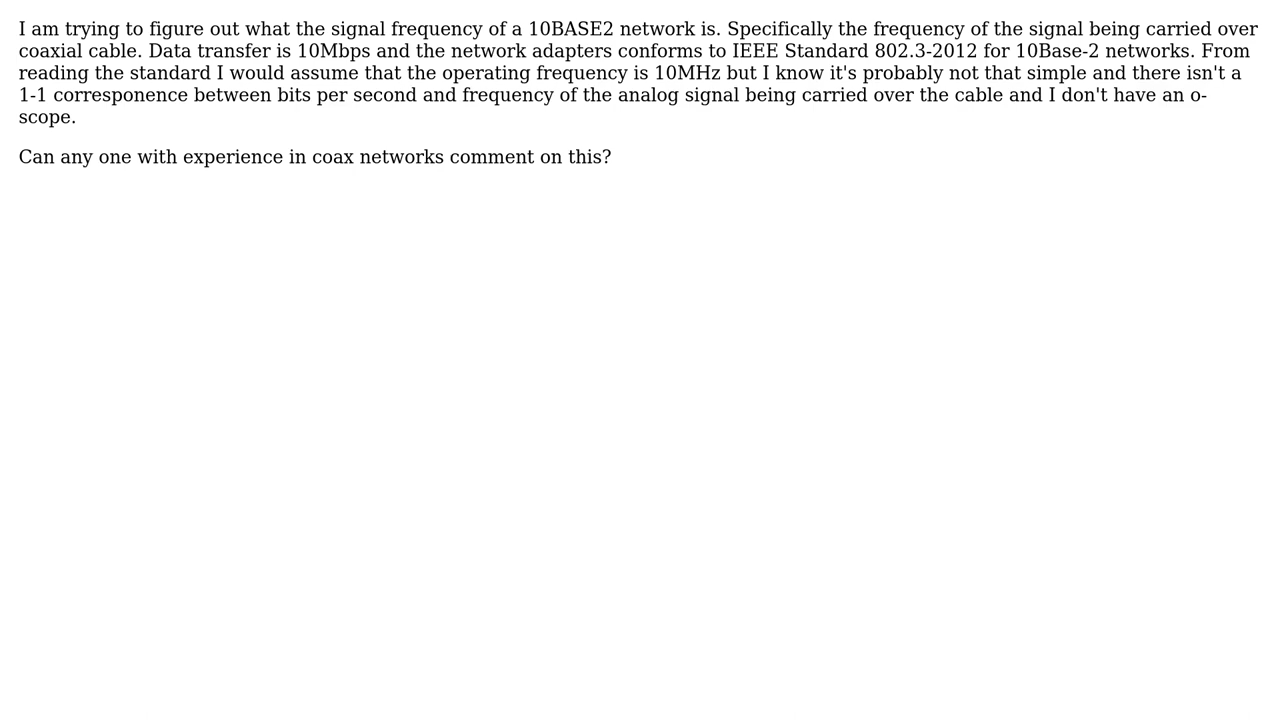 I am trying to figure out what the signal frequency of a 10BASE2 network is. Specifically the frequency of the signal being carried over
coaxial cable. Data transfer is 10Mbps and the network adapters conforms to IEEE Standard 802.3-2012 for 10Base-2 networks. From
reading the standard I would assume that the operating frequency is 10MHz but I know it's probably not that simple and there isn't a
1-1 corresponence between bits per second and frequency of the analog signal being carried over the cable and I don't have an o-
scope.
Can any one with experience in coax networks comment on this?